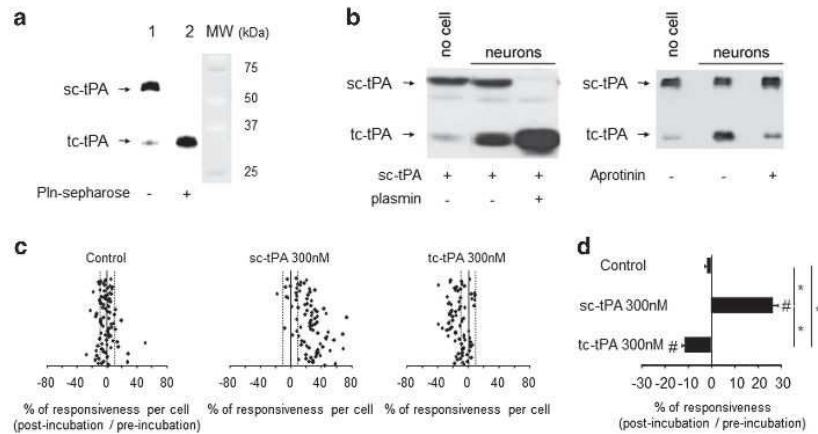 a
1 2 MW (kDa)
sc-tPA → 75
50
tc-tPA → 37
25
Pln-sepharose - +
b
no cell neurons
sc-tPA →
tc-tPA →
sc-tPA + + +
plasmin - - +
no cell neurons
sc-tPA →
tc-tPA →
Aprotinin - - +
c
Control
sc-tPA 300nM
tc-tPA 300nM
-80 -40 0 40 80
-80 -40 0 40 80
-80 -40 0 40 80
% of responsiveness per cell
(post-incubation / pre-incubation)
% of responsiveness per cell
% of responsiveness per cell
d
Control
sc-tPA 300nM # *
tc-tPA 300nM # *
*
-30 -20 -10 0 10 20 30
% of responsiveness
(post-incubation / pre-incubation)